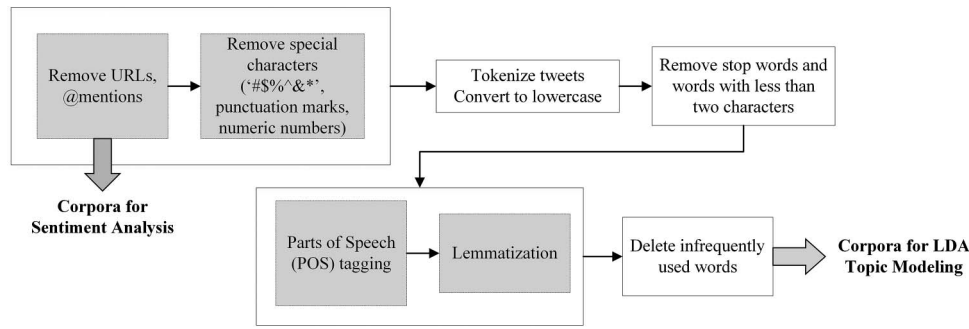 Remove URLs,
@mentions
Remove special
characters
(‘#$%^&*’,
punctuation marks,
numeric numbers)
Tokenize tweets
Convert to lowercase
Remove stop words and
words with less than
two characters
Corpora for
Sentiment Analysis
Parts of Speech
(POS) tagging
Lemmatization
Delete infrequently
used words
Corpora for LDA
Topic Modeling